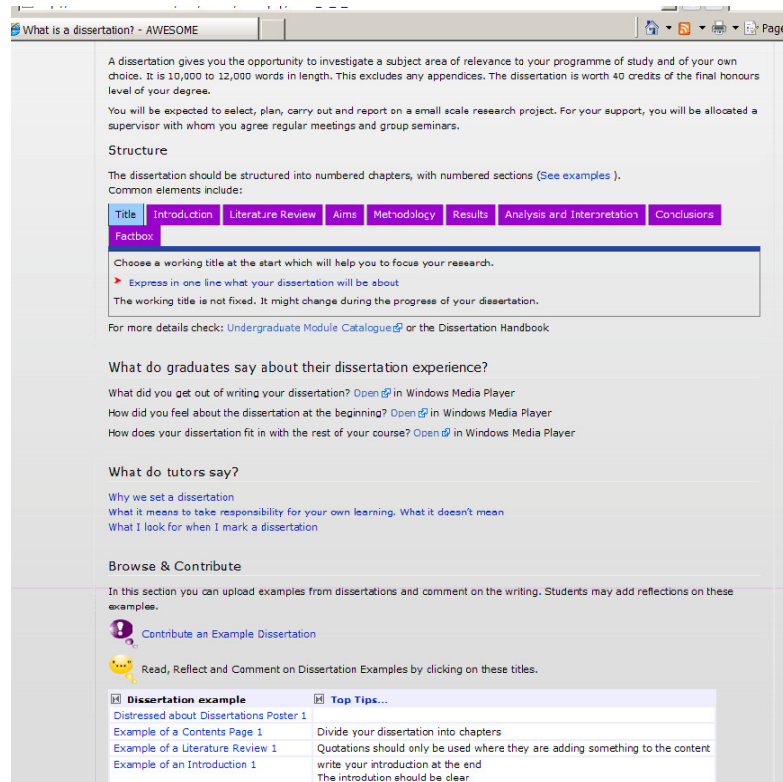 What is a dissertation? - AWESOME
Page
A dissertation gives you the opportunity to investigate a subject area of relevance to your programme of study and of your own
choice. It is 10,000 to 12,000 words in length. This excludes any appendices. The dissertation is worth 40 credits of the final honours
level of your degree.
You will be expected to select, plan, carry out and report on a small scale research project. For your support, you will be allocated a
supervisor with whom you agree regular meetings and group seminars.
Structure
The dissertation should be structured into numbered chapters, with numbered sections (See examples ).
Common elements include:
Title Introduction Literature Review Aims Methodology Results Analysis and Interpretation Conclusions
Factbox
Choose a working title at the start which will help you to focus your research.
Express in one line what your dissertation will be about
The working title is not fixed. It might change during the progress of your dissertation.
For more details check: Undergraduate Module Catalogue or the Dissertation Handbook
What do graduates say about their dissertation experience?
What did you get out of writing your dissertation? Open in Windows Media Player
How did you feel about the dissertation at the beginning? Open in Windows Media Player
How does your dissertation fit in with the rest of your course? Open in Windows Media Player
What do tutors say?
Why we set a dissertation
What it means to take responsibility for your own learning. What it doesn't mean
What I look for when I mark a dissertation
Browse & Contribute
In this section you can upload examples from dissertations and comment on the writing. Students may add reflections on these
examples.
Contribute an Example Dissertation
Read, Reflect and Comment on Dissertation Examples by clicking on these titles.
Dissertation example Top Tips...
Distressed about Dissertations Poster 1
Example of a Contents Page 1 Divide your dissertation into chapters
Example of a Literature Review 1 Quotations should only be used where they are adding something to the content
Example of an Introduction 1 write your introduction at the end
The introdution should be clear